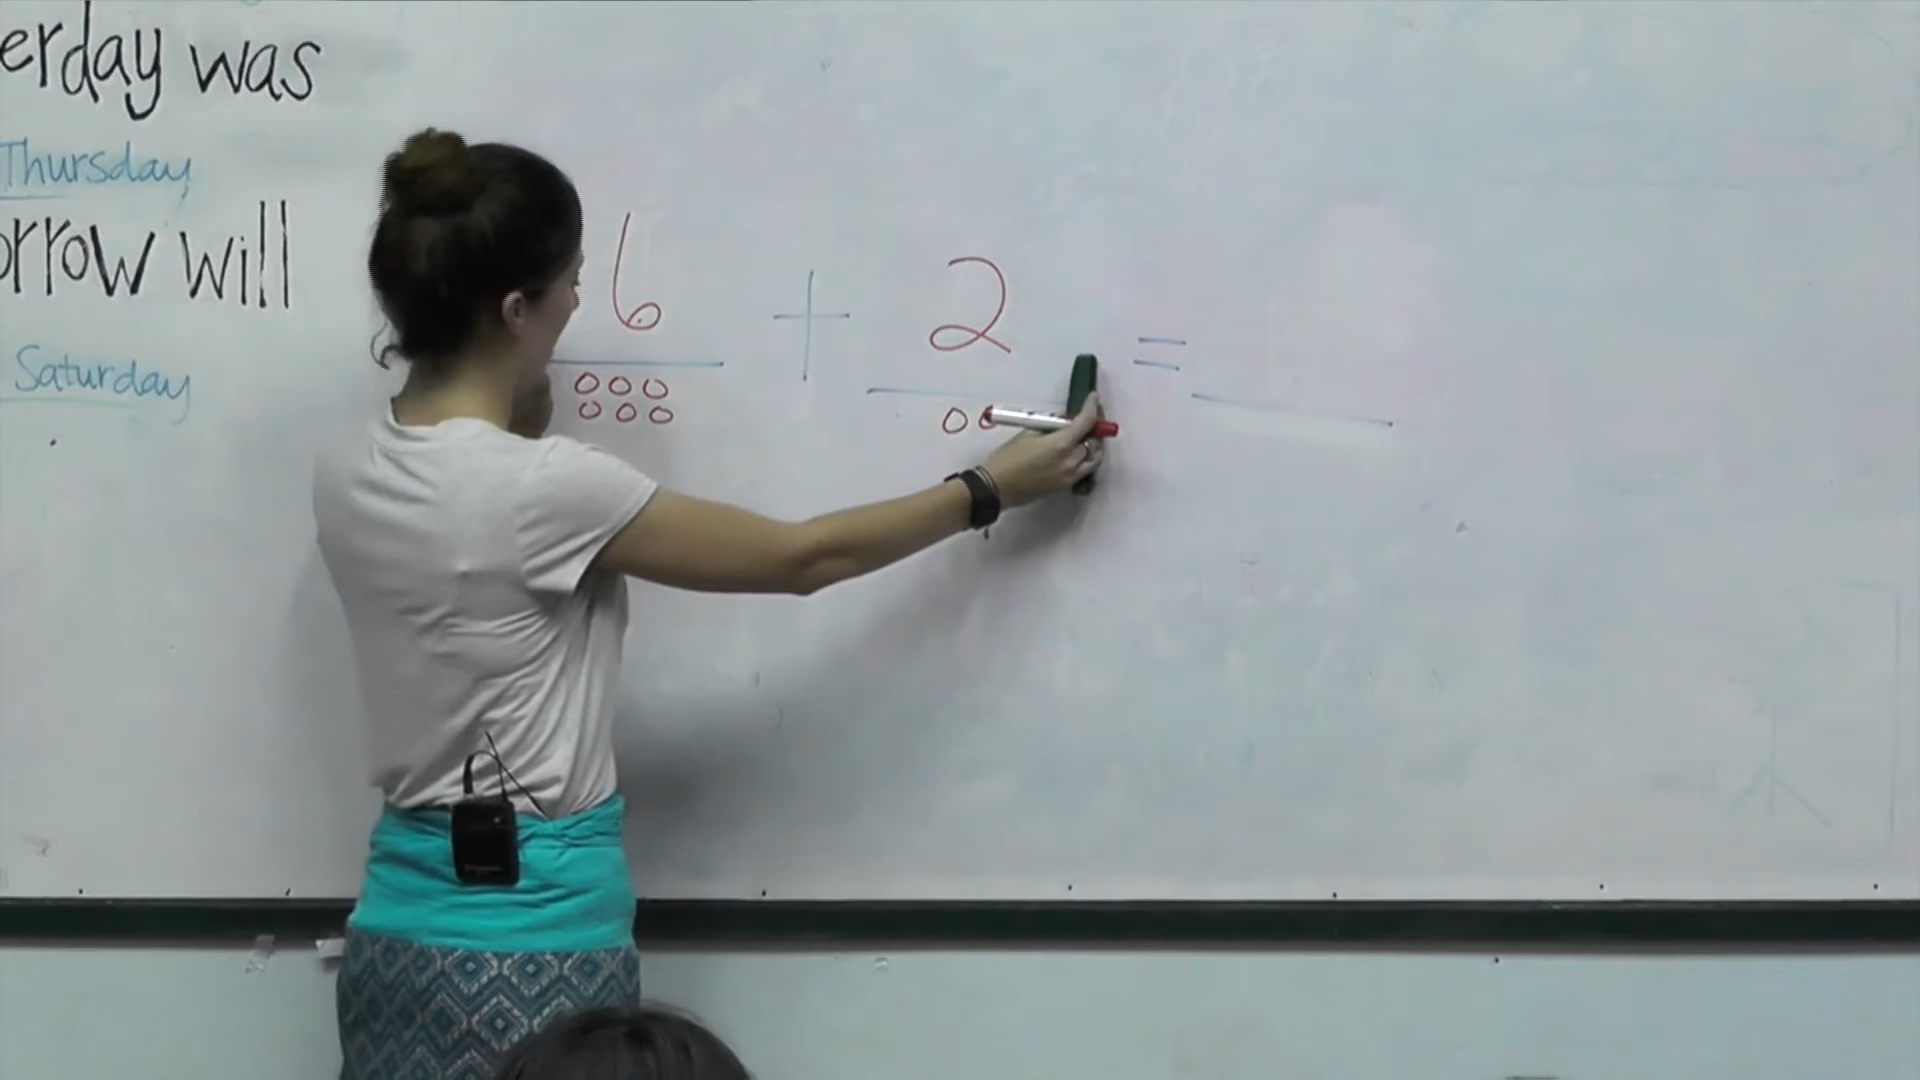 erday was
Thursday
orrow will
Saturday
6 + 2 =